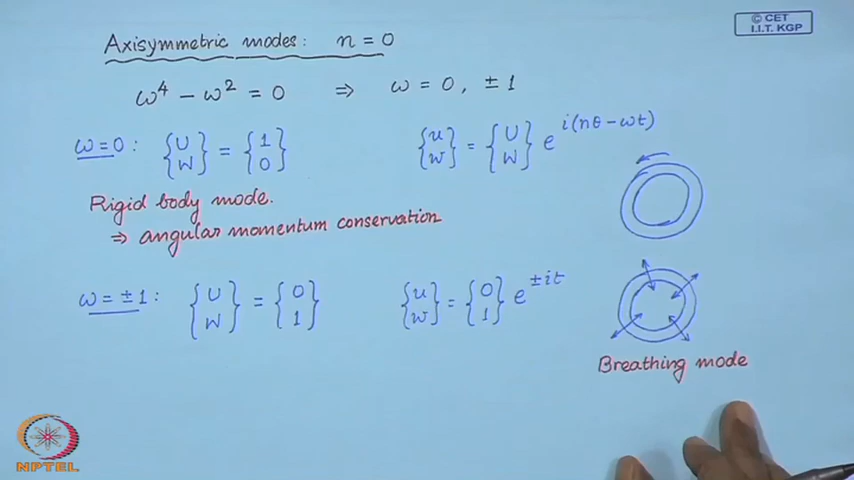 © CET
I.I.T. KGP
Axisymmetric modes: n = 0
ω⁴ − ω² = 0 ⇒ ω = 0, ± 1
ω = 0 : {U W} = {1 0} {u w} = {U W} e^{i(nθ − ωt)}
Rigid body mode.
⇒ angular momentum conservation
ω = ±1 : {U W} = {0 1} {u w} = {0 1} e^{±it}
Breathing mode
NPTEL